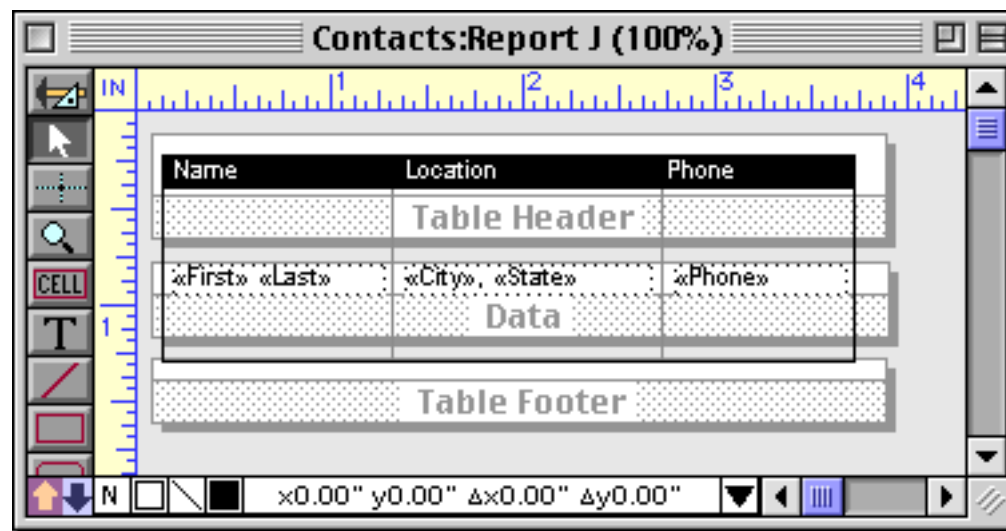 Contacts:Report J (100%)
IN 1 2 3 4
Name Location Phone
Table Header
CELL
«First» «Last» «City», «State» «Phone»
T
1
Data
Table Footer
N x0.00" y0.00" Δx0.00" Δy0.00"